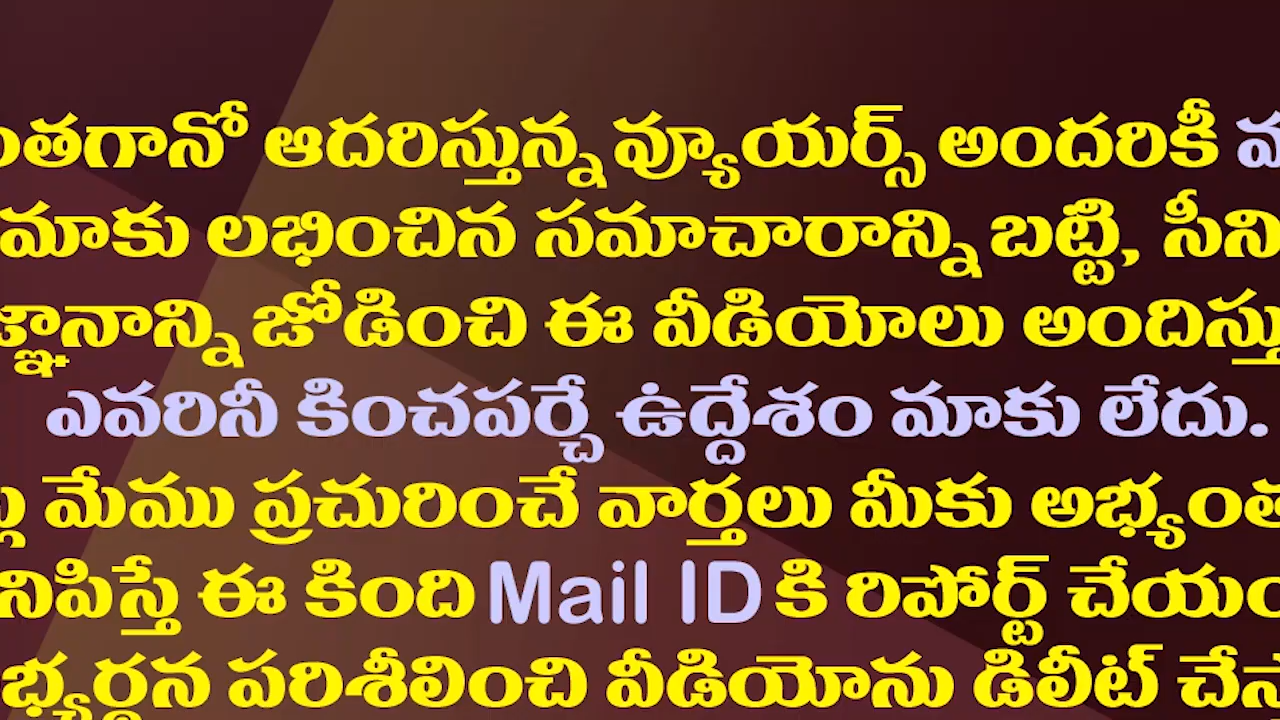 ంతగానో ఆదరిస్తున్న వ్యూయర్స్ అందరికీ
మాకు లభించిన సమాచారాన్ని బట్టి, సీని
జ్ఞానాన్ని జోడించి ఈ వీడియోలు అందిస్తు
ఎవరినీ కించపర్చే ఉద్దేశం మాకు లేదు.
మేము ప్రచురించే వార్తలు మీకు అభ్యంత
నిపిస్తే ఈ కింది Mail ID కి రిపోర్ట్ చేయం
భ్యర్థన పరిశీలించి వీడియోను డిలీట్ చేస